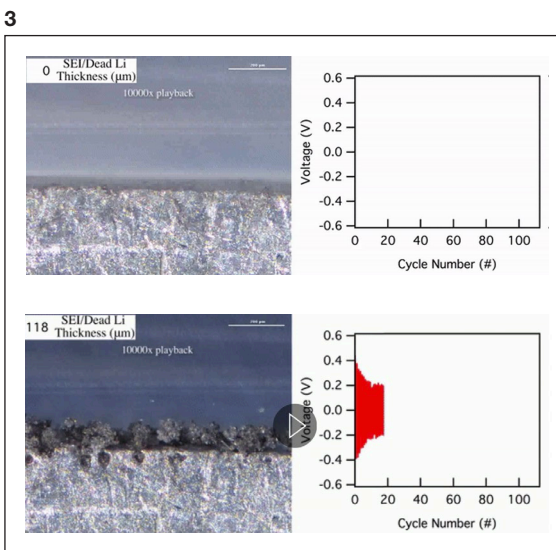 3
0 SEI/Dead Li
Thickness (μm)
10000x playback
0.6
0.4
0.2
0.0
-0.2
-0.4
-0.6
Voltage (V)
0 20 40 60 80 100
Cycle Number (#)
118 SEI/Dead Li
Thickness (μm)
10000x playback
0.6
0.4
0.2
0.0
-0.2
-0.4
-0.6
Voltage (V)
0 20 40 60 80 100
Cycle Number (#)